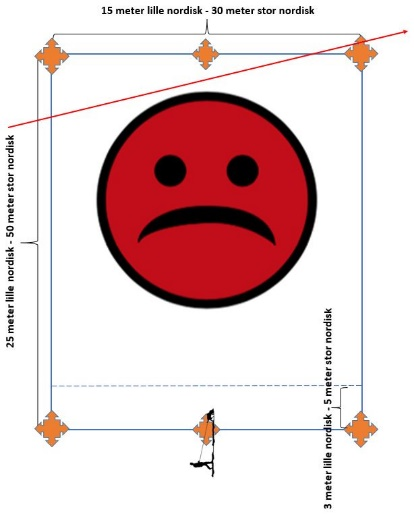 15 meter lille nordisk - 30 meter stor nordisk
25 meter lille nordisk - 50 meter stor nordisk
3 meter lille nordisk - 5 meter stor nordisk